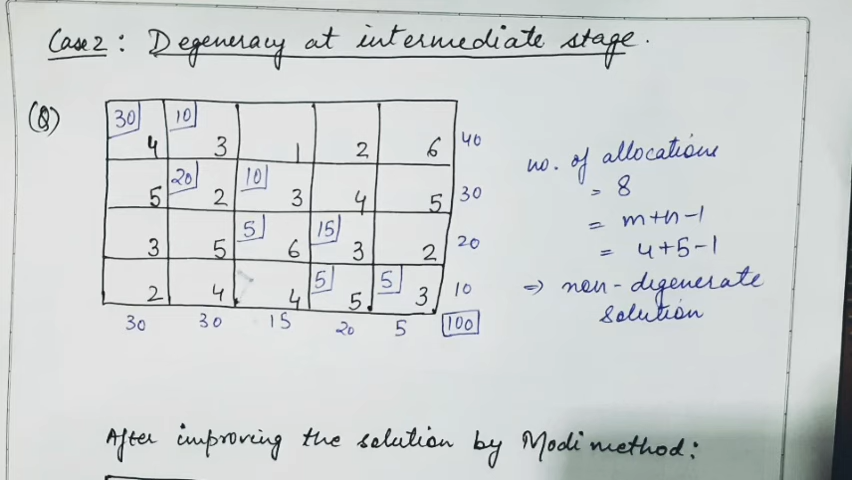 Case 2 : Degeneracy at intermediate stage.
(Q)
30 10
4 3 1 2 6 40
20 10
5 2 3 4 5 30
5 15
3 5 6 3 2 20
5 5
2 4 4 5 3 10
30 30 15 20 5 100
no. of allocations
= 8
= m+n-1
= 4+5-1
⇒ non-degenerate
solution
After improving the solution by Modi method: